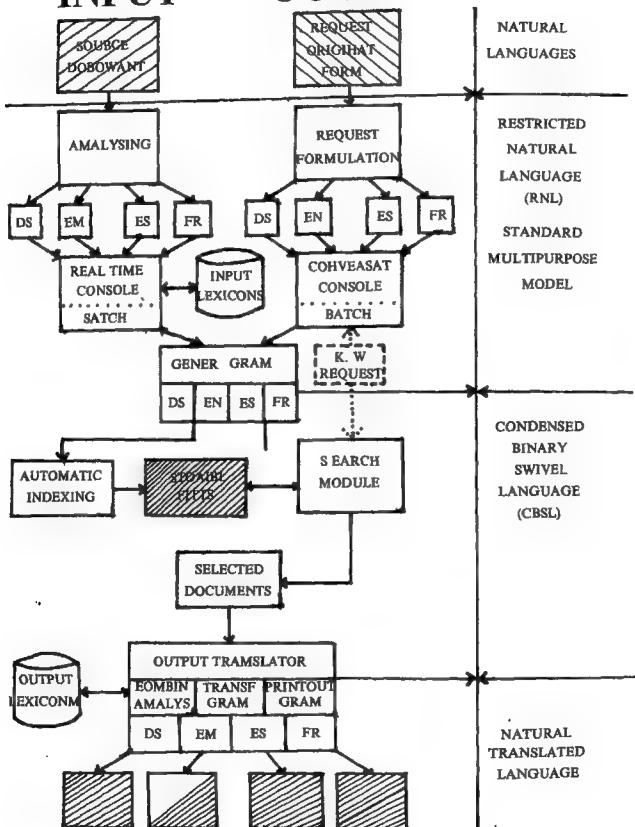 INPUT
SOUBCE
DOBOWANT
REQUEST
ORIGIHAT
FORM
NATURAL
LANGUAGES
AMALYSING
REQUEST
FORMULATION
RESTRICTED
NATURAL
LANGUAGE
(RNL)
STANDARD
MULTIPURPOSE
MODEL
DS EM ES FR
DS EN ES FR
REAL TIME
CONSOLE
SATCH
INPUT
LEXICONS
COHVEASAT
CONSOLE
BATCH
GENER GRAM
DS EN ES FR
K. W
REQUEST
CONDENSED
BINARY
SWIVEL
LANGUAGE
(CBSL)
AUTOMATIC
INDEXING
S EARCH
MODULE
SELECTED
DOCUMENTS
OUTPUT TRAMSLATOR
OUTPUT
LEXICONM
EOMBIN
AMALYS
TRANSF
GRAM
PRINTOUT
GRAM
DS EM ES FR
NATURAL
TRANSLATED
LANGUAGE